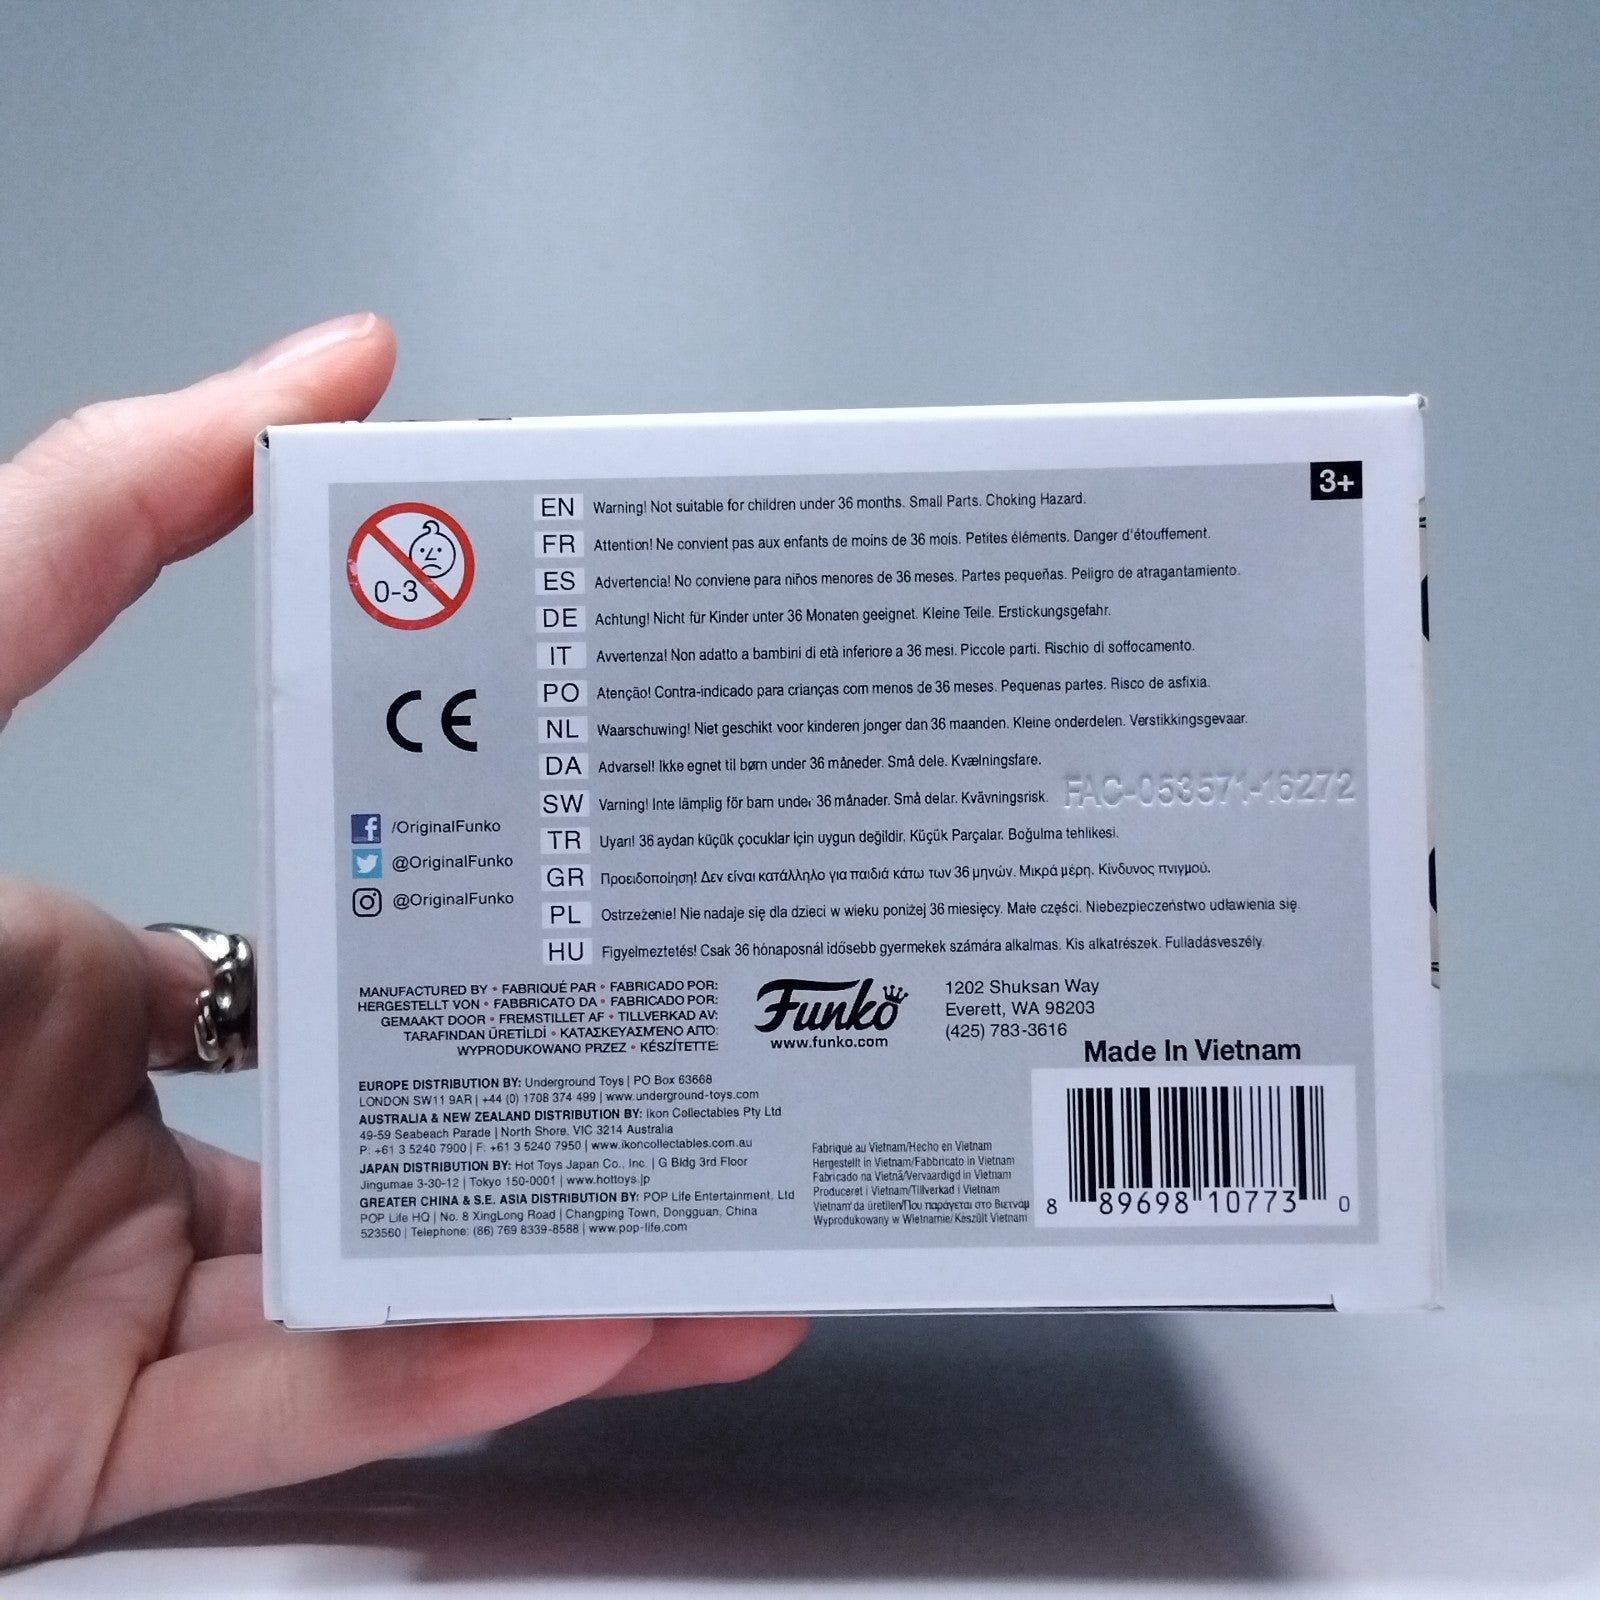 3+
0-3
EN Warning! Not suitable for children under 36 months. Small Parts. Choking Hazard.
FR Attention! Ne convient pas aux enfants de moins de 36 mois. Petites éléments. Danger d'étouffement.
ES Advertencia! No conviene para niños menores de 36 meses. Partes pequeñas. Peligro de atragantamiento.
DE Achtung! Nicht für Kinder unter 36 Monaten geeignet. Kleine Teile. Erstickungsgefahr.
IT Avvertenza! Non adatto a bambini di età inferiore a 36 mesi. Piccole parti. Rischio di soffocamento.
PO Atenção! Contra-indicado para crianças com menos de 36 meses. Pequenas partes. Risco de asfixia.
NL Waarschuwing! Niet geschikt voor kinderen jonger dan 36 maanden. Kleine onderdelen. Verstikkingsgevaar.
DA Advarsel! Ikke egnet til børn under 36 måneder. Små dele. Kvælningsfare.
SW Varning! Inte lämplig för barn under 36 månader. Små delar. Kvävningsrisk.
TR Uyarı! 36 aydan küçük çocuklar için uygun değildir. Küçük Parçalar. Boğulma tehlikesi.
GR Προειδοποίηση! Δεν είναι κατάλληλο για παιδιά κάτω των 36 μηνών. Μικρά μέρη. Κίνδυνος πνιγμού.
PL Ostrzeżenie! Nie nadaje się dla dzieci w wieku poniżej 36 miesięcy. Małe części. Niebezpieczeństwo udławienia się.
HU Figyelmeztetés! Csak 36 hónaposnál idősebb gyermekek számára alkalmas. Kis alkatrészek. Fulladásveszély.
FAC-053571-16272
CE
/OriginalFunko
@OriginalFunko
@OriginalFunko
MANUFACTURED BY • FABRIQUÉ PAR • FABRICADO POR:
HERGESTELLT VON • FABBRICATO DA • FABRICADO POR:
GEMAAKT DOOR • FREMSTILLET AF • TILLVERKAD AV:
TARAFINDAN ÜRETİLDİ • ΚΑΤΑΣΚΕΥΑΣΜΈΝΟ ΑΠΌ:
WYPRODUKOWANO PRZEZ • KÉSZÍTETTE:
Funko
www.funko.com
1202 Shuksan Way
Everett, WA 98203
(425) 783-3616
Made In Vietnam
EUROPE DISTRIBUTION BY: Underground Toys | PO Box 63668
LONDON SW11 9AR | +44 (0) 1708 374 499 | www.underground-toys.com
AUSTRALIA & NEW ZEALAND DISTRIBUTION BY: Ikon Collectables Pty Ltd
49-59 Seabeach Parade | North Shore, VIC 3214 Australia
P: +61 3 5240 7900 | F: +61 3 5240 7950 | www.ikoncollectables.com.au
JAPAN DISTRIBUTION BY: Hot Toys Japan Co., Inc. | G Bldg 3rd Floor
Jingumae 3-30-12 | Tokyo 150-0001 | www.hottoys.jp
GREATER CHINA & S.E. ASIA DISTRIBUTION BY: POP Life Entertainment, Ltd
POP Life HQ | No. 8 XingLong Road | Changping Town, Dongguan, China
523560 | Telephone: (86) 769 8339-8588 | www.pop-life.com
Fabriqué au Vietnam/Hecho en Vietnam
Hergestellt in Vietnam/Fabbricato in Vietnam
Fabricado na Vietnã/Vervaardigd in Vietnam
Produceret i Vietnam/Tillverkad i Vietnam
Vietnam'da üretilen/Που παράγεται στο Βιετνάμ
Wyprodukowany w Wietnamie/Készült Vietnam
8 89698 10773 0